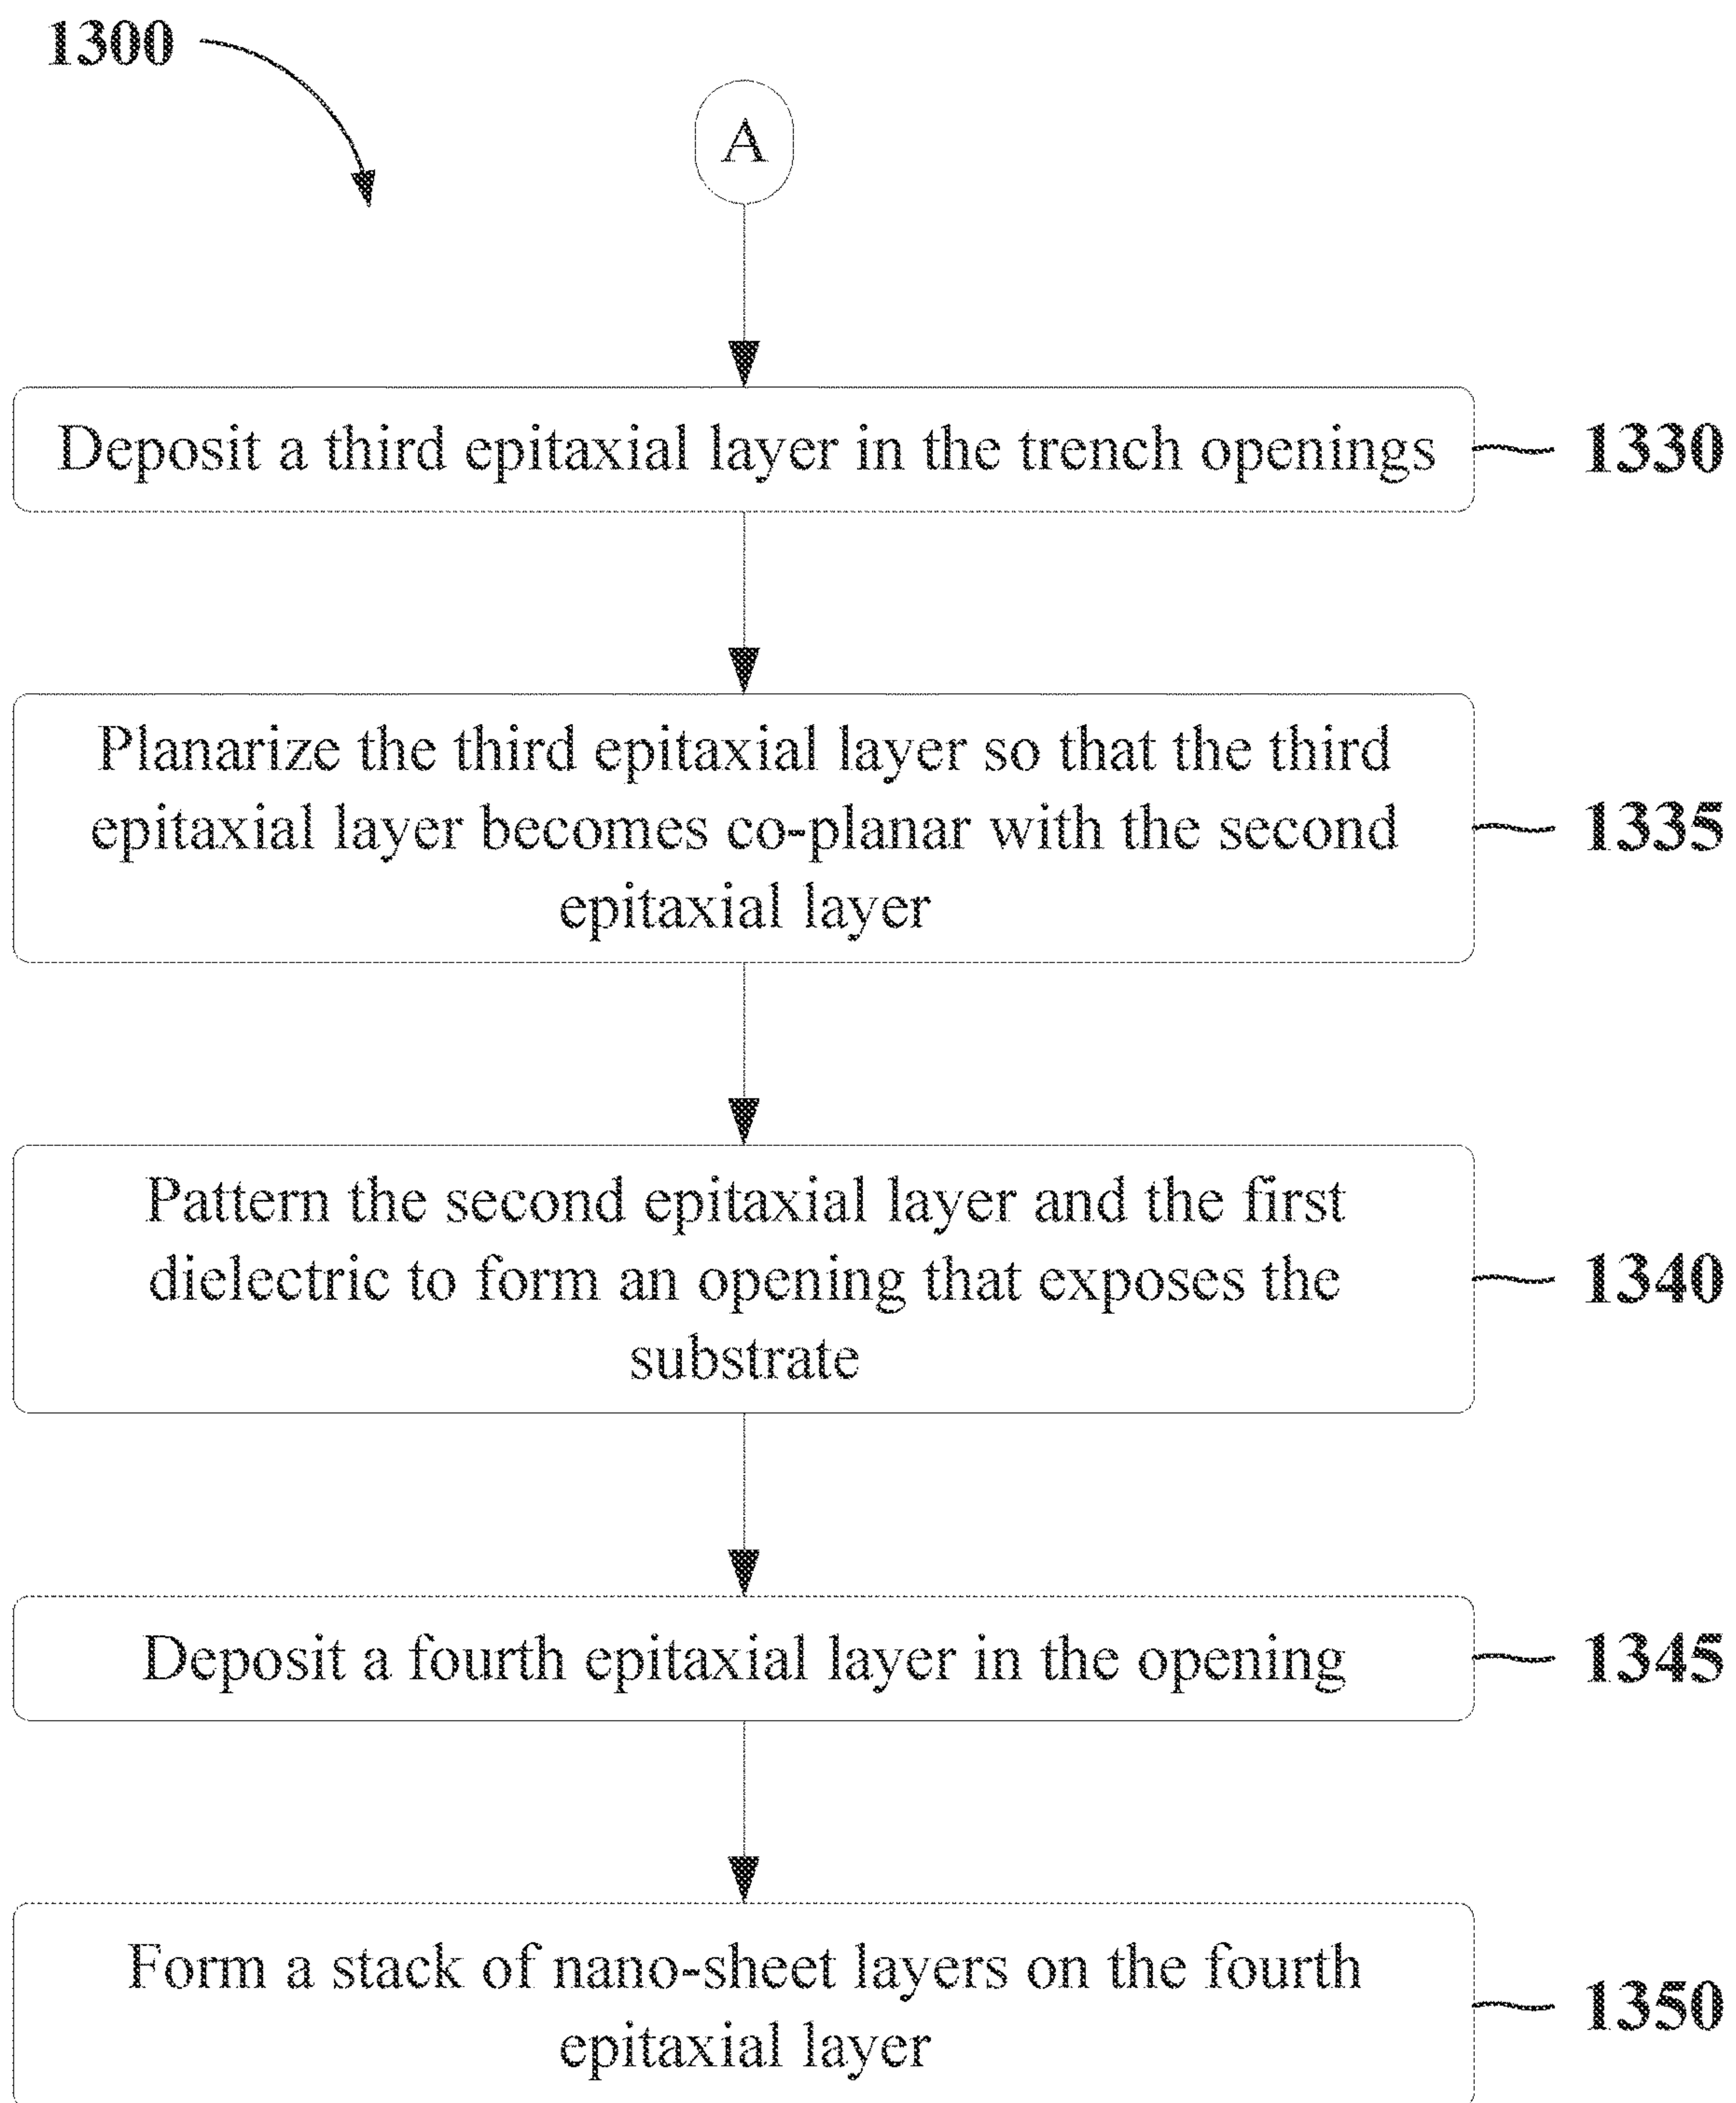 1300
A
Deposit a third epitaxial layer in the trench openings
1330
Planarize the third epitaxial layer so that the third
epitaxial layer becomes co-planar with the second
epitaxial layer
1335
Pattern the second epitaxial layer and the first
dielectric to form an opening that exposes the
substrate
1340
Deposit a fourth epitaxial layer in the opening
1345
Form a stack of nano-sheet layers on the fourth
epitaxial layer
1350